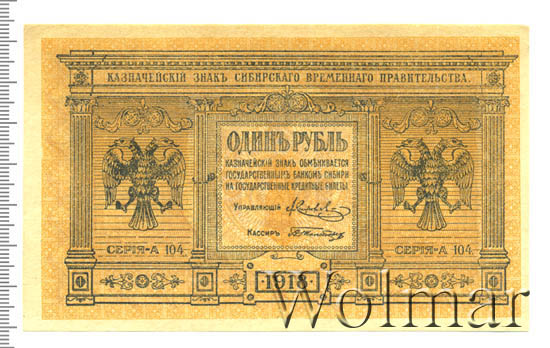 КАЗНАЧЕЙСКІЙ ЗНАКЪ СИБИРСКАГО ВРЕМЕННАГО ПРАВИТЕЛЬСТВА.
ОДИНЪ РУБЛЬ
КАЗНАЧЕЙСКІЙ ЗНАКЪ ОБМѢНИВАЕТСЯ
ГОСУДАРСТВЕННЫМЪ БАНКОМЪ СИБИРИ
НА ГОСУДАРСТВЕННЫЕ КРЕДИТНЫЕ БИЛЕТЫ.
УПРАВЛЯЮЩІЙ
КАССИРЪ
СЕРІЯ-А 104.
СЕРІЯ-А 104.
1918
Wolmar